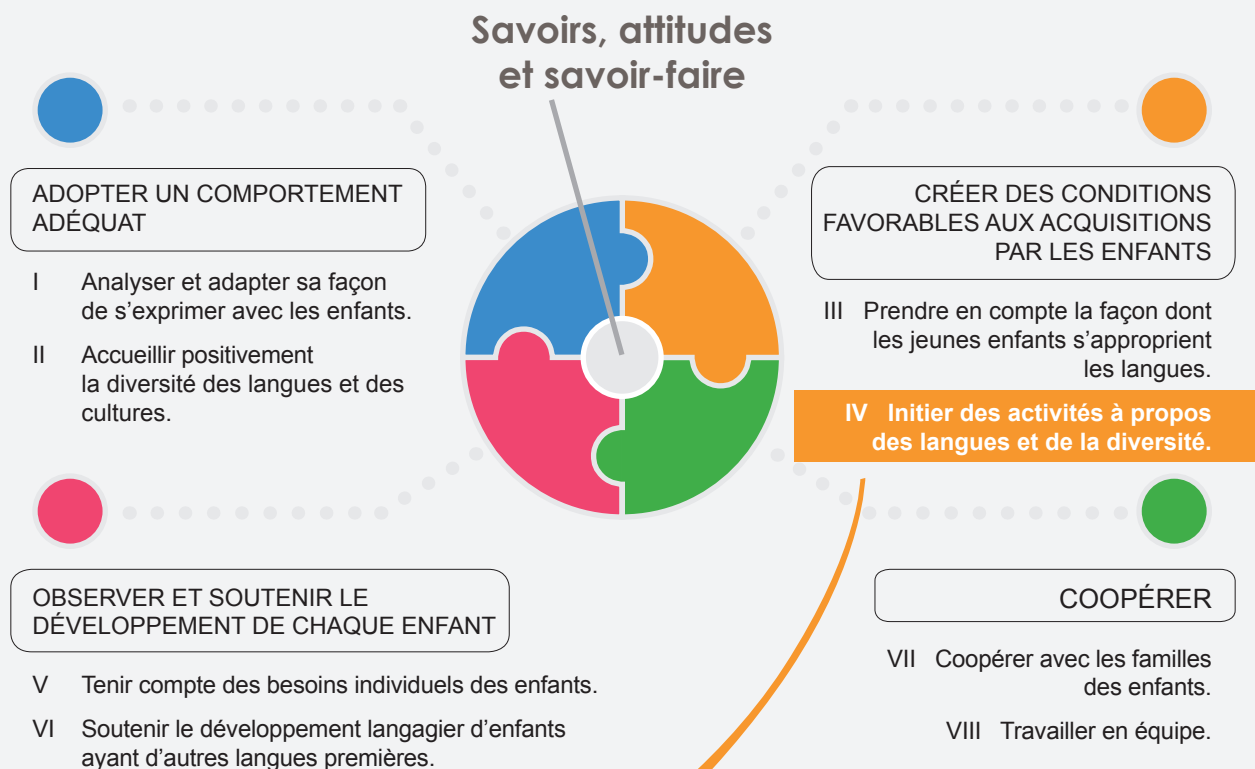 Savoirs, attitudes
et savoir-faire
ADOPTER UN COMPORTEMENT
ADÉQUAT
I Analyser et adapter sa façon
de s’exprimer avec les enfants.
II Accueillir positivement
la diversité des langues et des
cultures.
CRÉER DES CONDITIONS
FAVORABLES AUX ACQUISITIONS
PAR LES ENFANTS
III Prendre en compte la façon dont
les jeunes enfants s’approprient
les langues.
IV Initier des activités à propos
des langues et de la diversité.
OBSERVER ET SOUTENIR LE
DÉVELOPPEMENT DE CHAQUE ENFANT
V Tenir compte des besoins individuels des enfants.
VI Soutenir le développement langagier d’enfants
ayant d’autres langues premières.
COOPÉRER
VII Coopérer avec les familles
des enfants.
VIII Travailler en équipe.